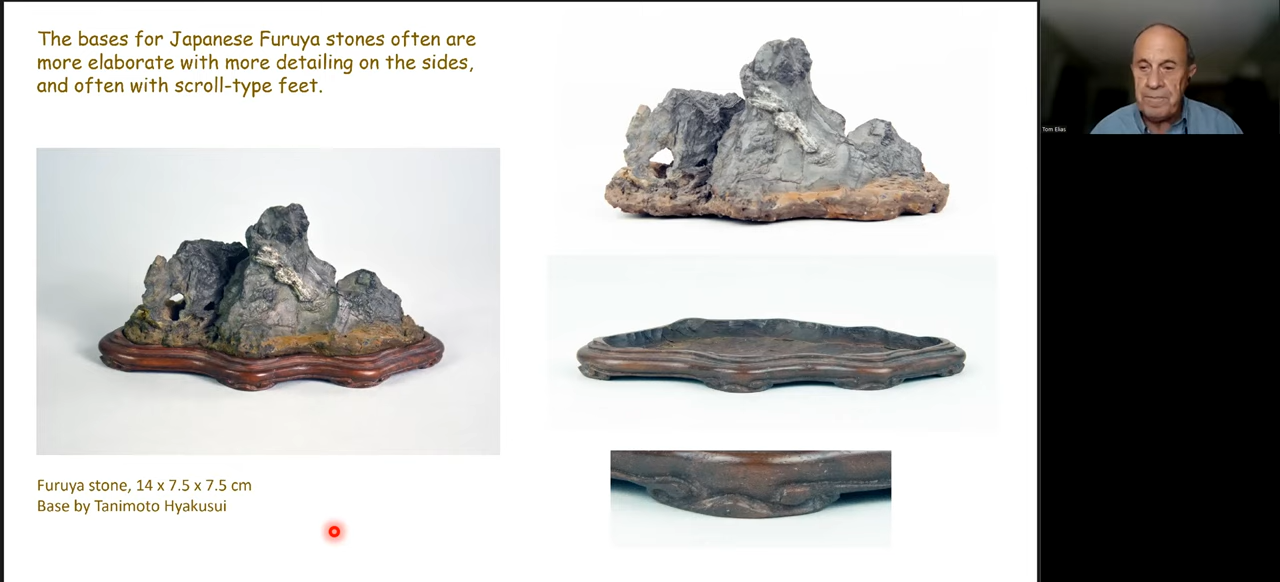 The bases for Japanese Furuya stones often are
more elaborate with more detailing on the sides,
and often with scroll-type feet.
Furuya stone, 14 x 7.5 x 7.5 cm
Base by Tanimoto Hyakusui
Tom Elias